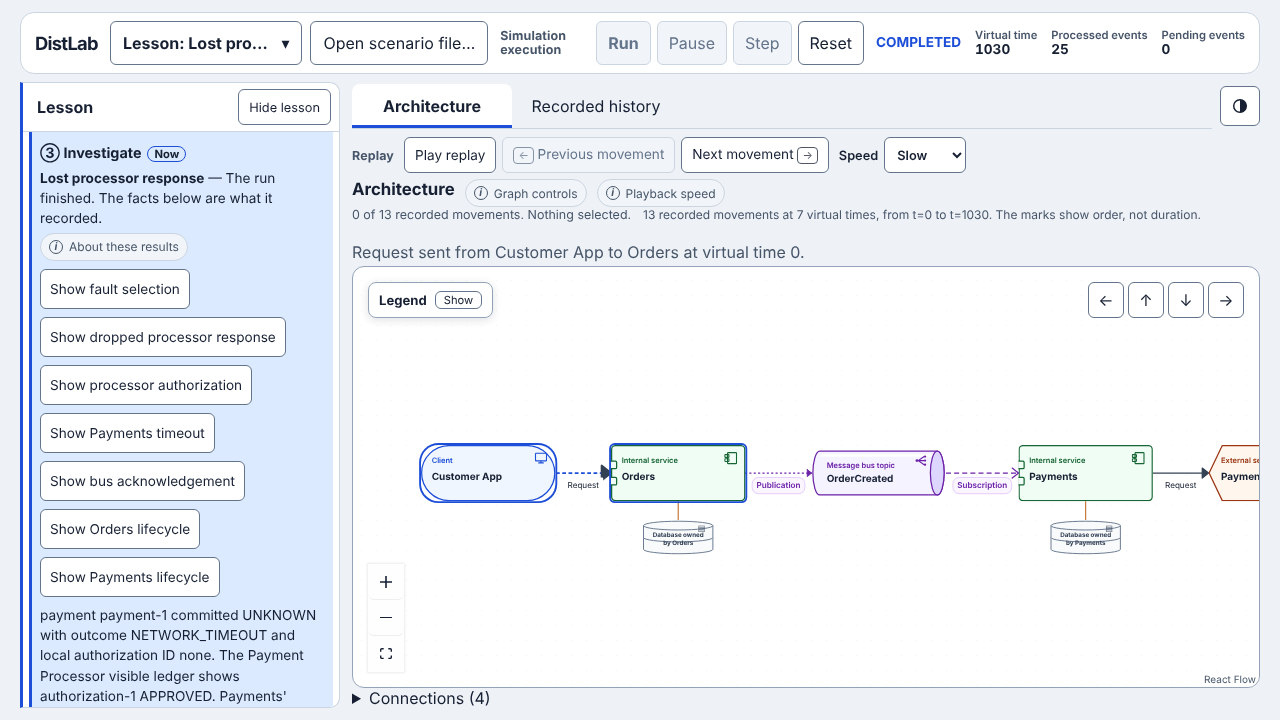 DistLab
Lesson: Lost pro... ▾
Open scenario file...
Simulation execution
Run
Pause
Step
Reset
COMPLETED
Virtual time
1030
Processed events
25
Pending events
0
Lesson
Hide lesson
③ Investigate Now
Lost processor response — The run
finished. The facts below are what it
recorded.
i About these results
Show fault selection
Show dropped processor response
Show processor authorization
Show Payments timeout
Show bus acknowledgement
Show Orders lifecycle
Show Payments lifecycle
payment payment-1 committed UNKNOWN
with outcome NETWORK_TIMEOUT and
local authorization ID none. The Payment
Processor visible ledger shows
authorization-1 APPROVED. Payments'
Architecture
Recorded history
Replay
Play replay
← Previous movement
Next movement →
Speed
Slow
Architecture
i Graph controls
i Playback speed
0 of 13 recorded movements. Nothing selected.
13 recorded movements at 7 virtual times, from t=0 to t=1030. The marks show order, not duration.
Request sent from Customer App to Orders at virtual time 0.
Legend Show
← ↑ ↓ →
Client
Customer App
Request
Internal service
Orders
Database owned
by Orders
Publication
Message bus topic
OrderCreated
Subscription
Internal service
Payments
Database owned
by Payments
Request
External se
Paymen
+
−
React Flow
▶ Connections (4)